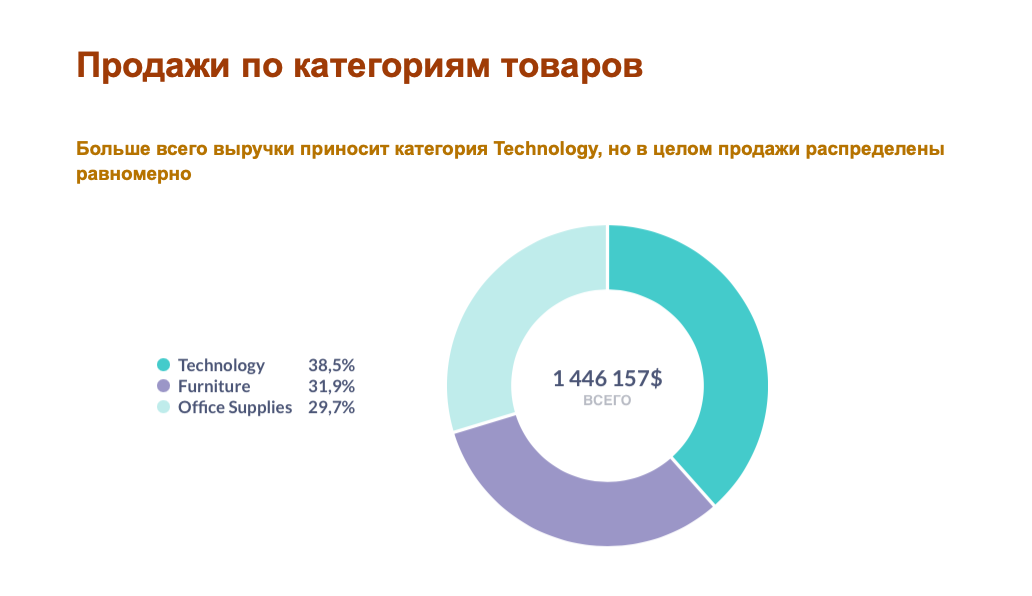 Продажи по категориям товаров
Больше всего выручки приносит категория Technology, но в целом продажи распределены
равномерно
Technology 38,5%
Furniture 31,9%
Office Supplies 29,7%
1 446 157$
ВСЕГО